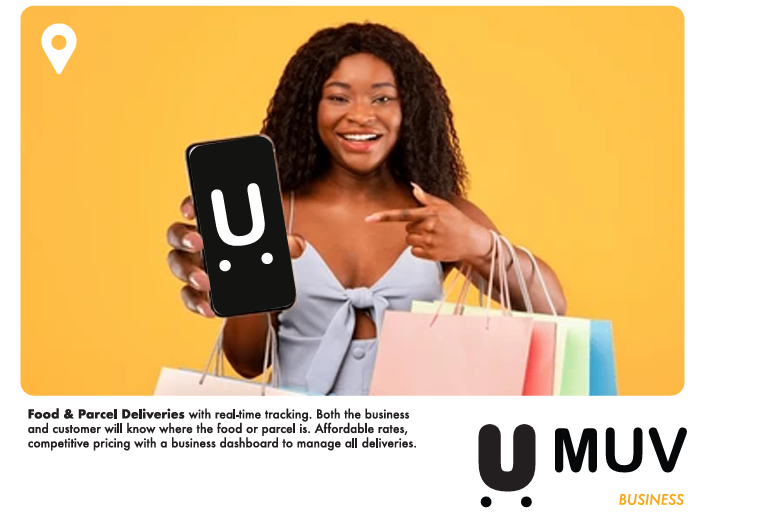 U
Food & Parcel Deliveries with real-time tracking. Both the business
and customer will know where the food or parcel is. Affordable rates,
competitive pricing with a business dashboard to manage all deliveries.
U MUV
BUSINESS